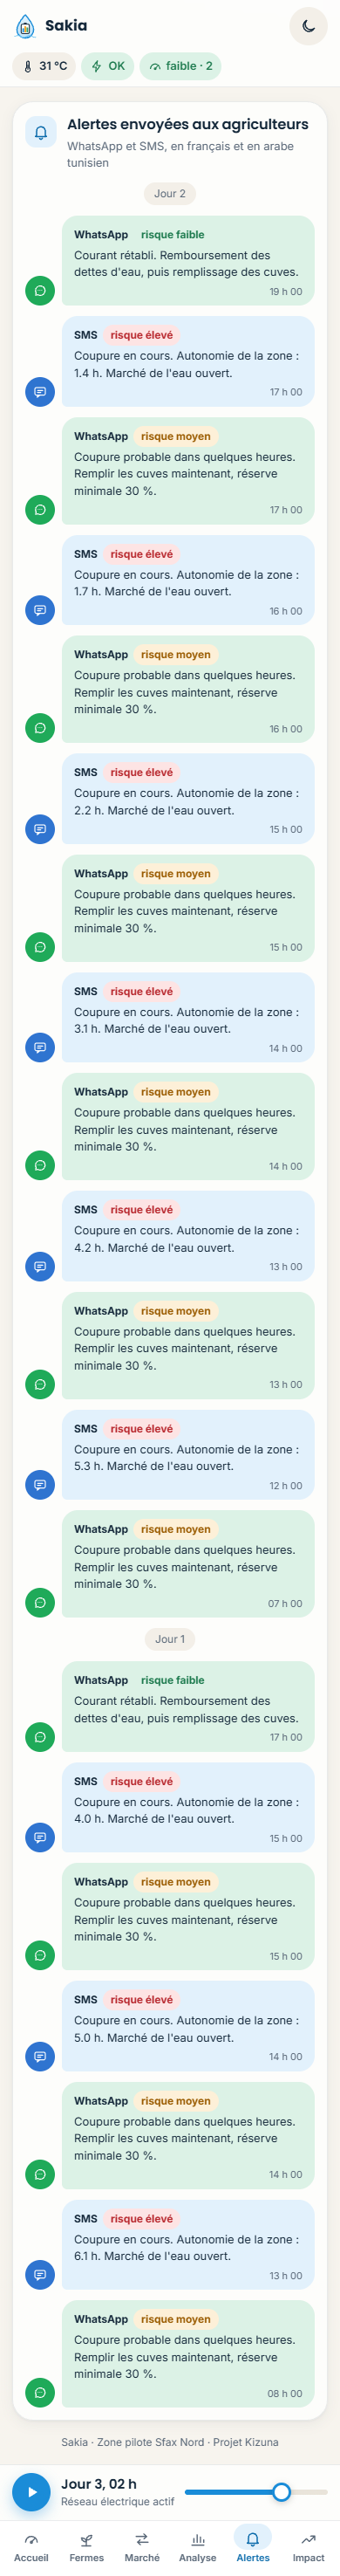 Sakia
31 °C
OK
faible · 2
Alertes envoyées aux agriculteurs
WhatsApp et SMS, en français et en arabe
tunisien
Jour 2
WhatsApp risque faible
Courant rétabli. Remboursement des
dettes d'eau, puis remplissage des cuves.
19 h 00
SMS risque élevé
Coupure en cours. Autonomie de la zone :
1.4 h. Marché de l'eau ouvert.
17 h 00
WhatsApp risque moyen
Coupure probable dans quelques heures.
Remplir les cuves maintenant, réserve
minimale 30 %.
17 h 00
SMS risque élevé
Coupure en cours. Autonomie de la zone :
1.7 h. Marché de l'eau ouvert.
16 h 00
WhatsApp risque moyen
Coupure probable dans quelques heures.
Remplir les cuves maintenant, réserve
minimale 30 %.
16 h 00
SMS risque élevé
Coupure en cours. Autonomie de la zone :
2.2 h. Marché de l'eau ouvert.
15 h 00
WhatsApp risque moyen
Coupure probable dans quelques heures.
Remplir les cuves maintenant, réserve
minimale 30 %.
15 h 00
SMS risque élevé
Coupure en cours. Autonomie de la zone :
3.1 h. Marché de l'eau ouvert.
14 h 00
WhatsApp risque moyen
Coupure probable dans quelques heures.
Remplir les cuves maintenant, réserve
minimale 30 %.
14 h 00
SMS risque élevé
Coupure en cours. Autonomie de la zone :
4.2 h. Marché de l'eau ouvert.
13 h 00
WhatsApp risque moyen
Coupure probable dans quelques heures.
Remplir les cuves maintenant, réserve
minimale 30 %.
13 h 00
SMS risque élevé
Coupure en cours. Autonomie de la zone :
5.3 h. Marché de l'eau ouvert.
12 h 00
WhatsApp risque moyen
Coupure probable dans quelques heures.
Remplir les cuves maintenant, réserve
minimale 30 %.
07 h 00
Jour 1
WhatsApp risque faible
Courant rétabli. Remboursement des
dettes d'eau, puis remplissage des cuves.
17 h 00
SMS risque élevé
Coupure en cours. Autonomie de la zone :
4.0 h. Marché de l'eau ouvert.
15 h 00
WhatsApp risque moyen
Coupure probable dans quelques heures.
Remplir les cuves maintenant, réserve
minimale 30 %.
15 h 00
SMS risque élevé
Coupure en cours. Autonomie de la zone :
5.0 h. Marché de l'eau ouvert.
14 h 00
WhatsApp risque moyen
Coupure probable dans quelques heures.
Remplir les cuves maintenant, réserve
minimale 30 %.
14 h 00
SMS risque élevé
Coupure en cours. Autonomie de la zone :
6.1 h. Marché de l'eau ouvert.
13 h 00
WhatsApp risque moyen
Coupure probable dans quelques heures.
Remplir les cuves maintenant, réserve
minimale 30 %.
08 h 00
Sakia · Zone pilote Sfax Nord · Projet Kizuna
Jour 3, 02 h
Réseau électrique actif
Accueil
Fermes
Marché
Analyse
Alertes
Impact